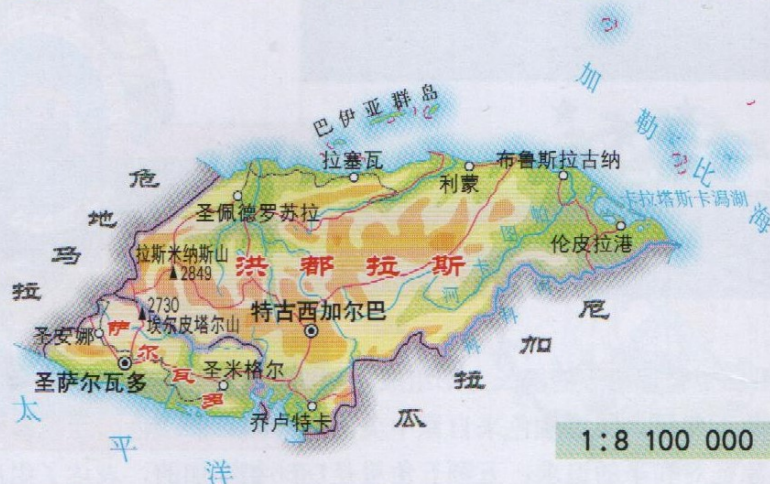 加勒比海
巴伊亚群岛
拉塞瓦
利蒙
布鲁斯拉古纳
危地马拉
圣佩德罗苏拉
卡拉塔斯卡潟湖
伦皮拉港
拉斯米纳斯山
2849
洪都拉斯
2730
埃尔皮塔尔山
特古西加尔巴
圣安娜
萨尔瓦多
圣萨尔瓦多
圣米格尔
乔卢特卡
尼加拉瓜
太平洋
1:8 100 000